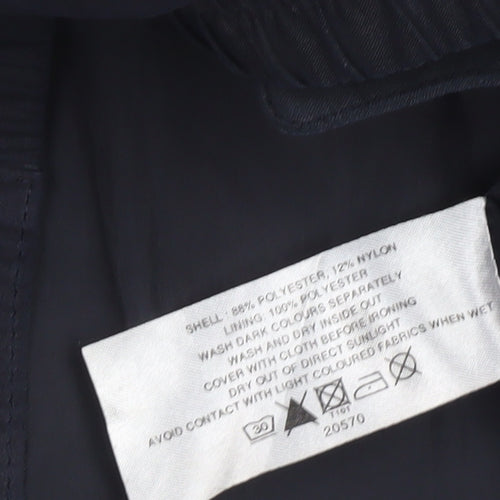 SHELL: 88% POLYESTER, 12% NYLON
LINING: 100% POLYESTER
WASH DARK COLOURS SEPARATELY
WASH AND DRY INSIDE OUT
COVER WITH CLOTH BEFORE IRONING
DRY OUT OF DIRECT SUNLIGHT
AVOID CONTACT WITH LIGHT COLOURED FABRICS WHEN WET
30
T101
20570